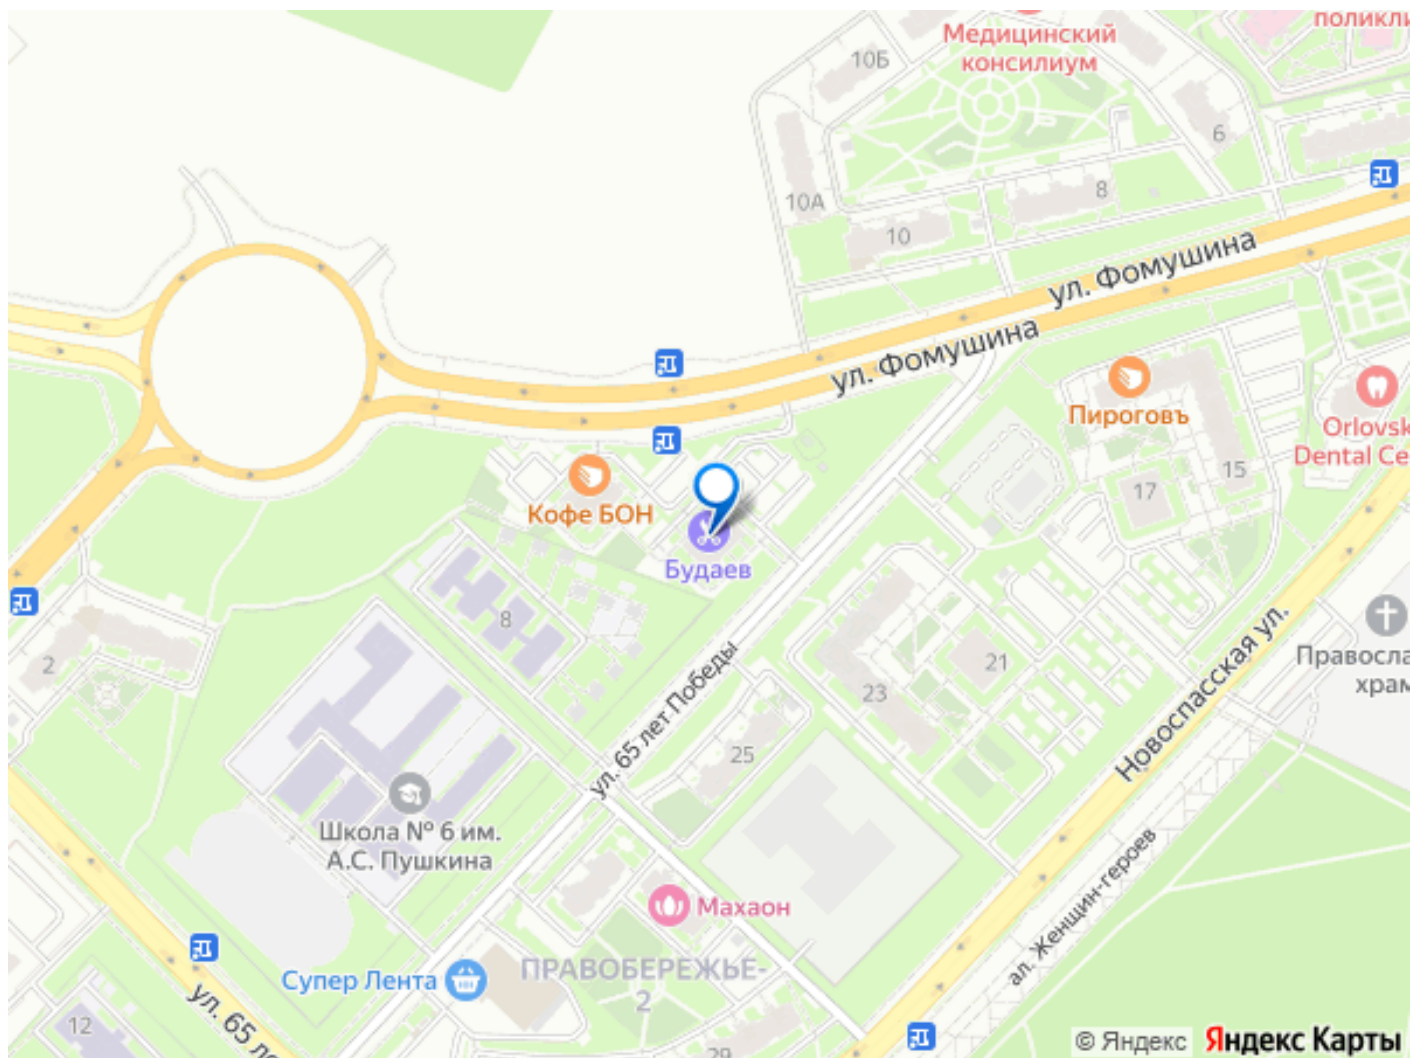 поликли
Медицинский
консилиум
10Б
6
10А
8
10
ул. Фомушина
ул. Фомушина
Пироговъ
Orlovsk
Dental Ce
15
17
Кофе БОН
Будаев
8
2
Правосла
храм
21
23
Новоспасская ул.
ул. 65 лет Победы
25
Школа № 6 им.
А.С. Пушкина
ал. Женщин-героев
Махаон
Супер Лента
ПРАВОБЕРЕЖЬЕ-
2
ул. 65 ле
12
29
© Яндекс Яндекс Карты